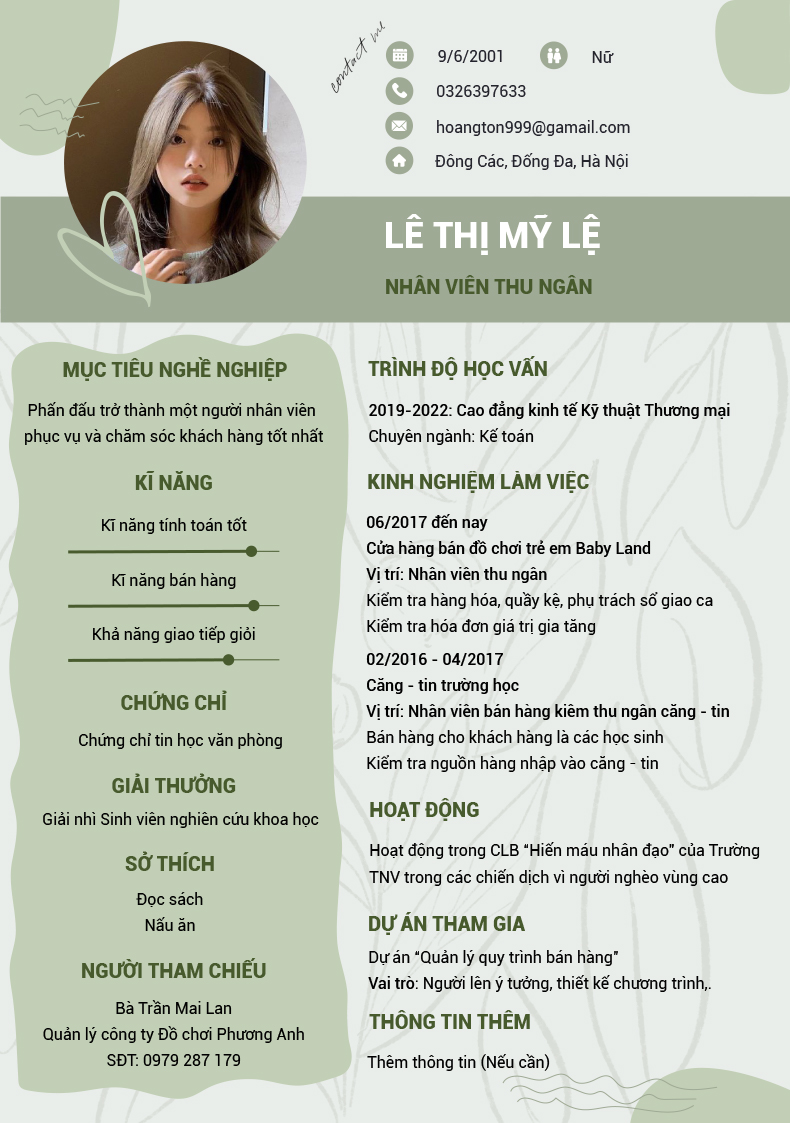 contact me
9/6/2001
Nữ
0326397633
hoangton999@gamail.com
Đông Các, Đống Đa, Hà Nội
LÊ THỊ MỸ LỆ
NHÂN VIÊN THU NGÂN
MỤC TIÊU NGHỀ NGHIỆP
Phấn đấu trở thành một người nhân viên
phục vụ và chăm sóc khách hàng tốt nhất
KĨ NĂNG
Kĩ năng tính toán tốt
Kĩ năng bán hàng
Khả năng giao tiếp giỏi
CHỨNG CHỈ
Chứng chỉ tin học văn phòng
GIẢI THƯỞNG
Giải nhì Sinh viên nghiên cứu khoa học
SỞ THÍCH
Đọc sách
Nấu ăn
NGƯỜI THAM CHIẾU
Bà Trần Mai Lan
Quản lý công ty Đồ chơi Phương Anh
SĐT: 0979 287 179
TRÌNH ĐỘ HỌC VẤN
2019-2022: Cao đẳng kinh tế Kỹ thuật Thương mại
Chuyên ngành: Kế toán
KINH NGHIỆM LÀM VIỆC
06/2017 đến nay
Cửa hàng bán đồ chơi trẻ em Baby Land
Vị trí: Nhân viên thu ngân
Kiểm tra hàng hóa, quầy kệ, phụ trách sổ giao ca
Kiểm tra hóa đơn giá trị gia tăng
02/2016 - 04/2017
Căng - tin trường học
Vị trí: Nhân viên bán hàng kiêm thu ngân căng - tin
Bán hàng cho khách hàng là các học sinh
Kiểm tra nguồn hàng nhập vào căng - tin
HOẠT ĐỘNG
Hoạt động trong CLB “Hiến máu nhân đạo” của Trường
TNV trong các chiến dịch vì người nghèo vùng cao
DỰ ÁN THAM GIA
Dự án “Quản lý quy trình bán hàng”
Vai trò: Người lên ý tưởng, thiết kế chương trình,.
THÔNG TIN THÊM
Thêm thông tin (Nếu cần)